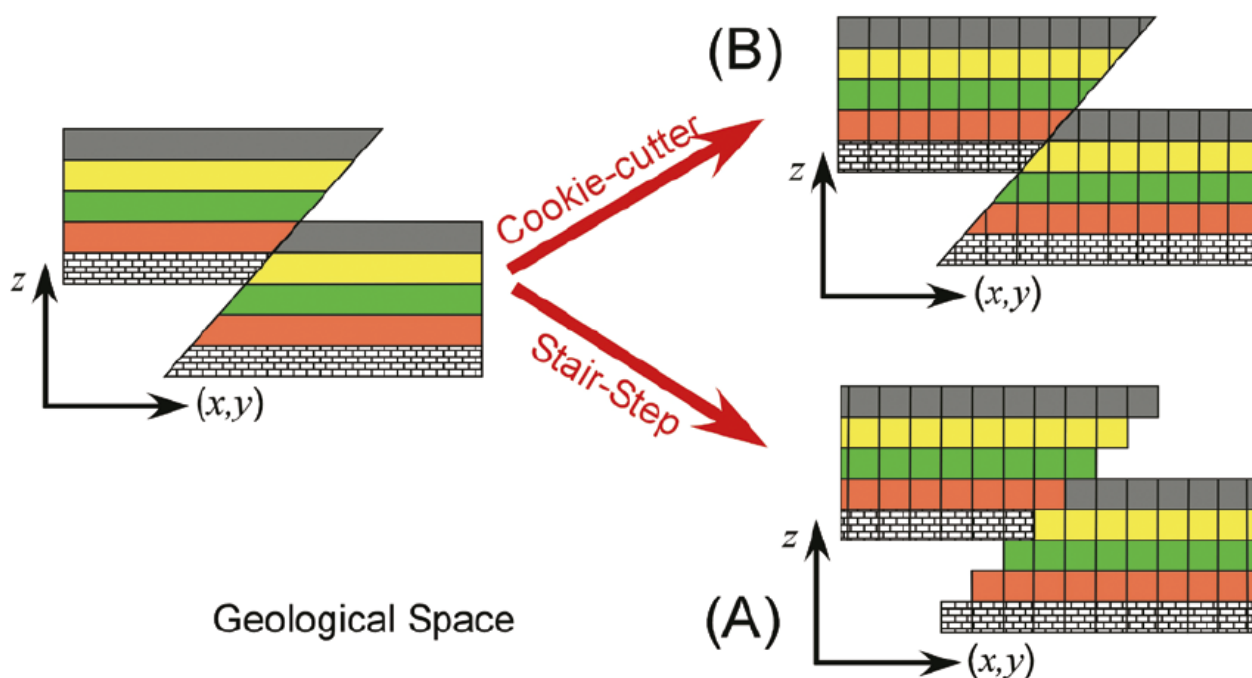 (B)
Cookie-cutter
z
(x,y)
z
(x,y)
Stair-Step
z
(x,y)
Geological Space
(A)